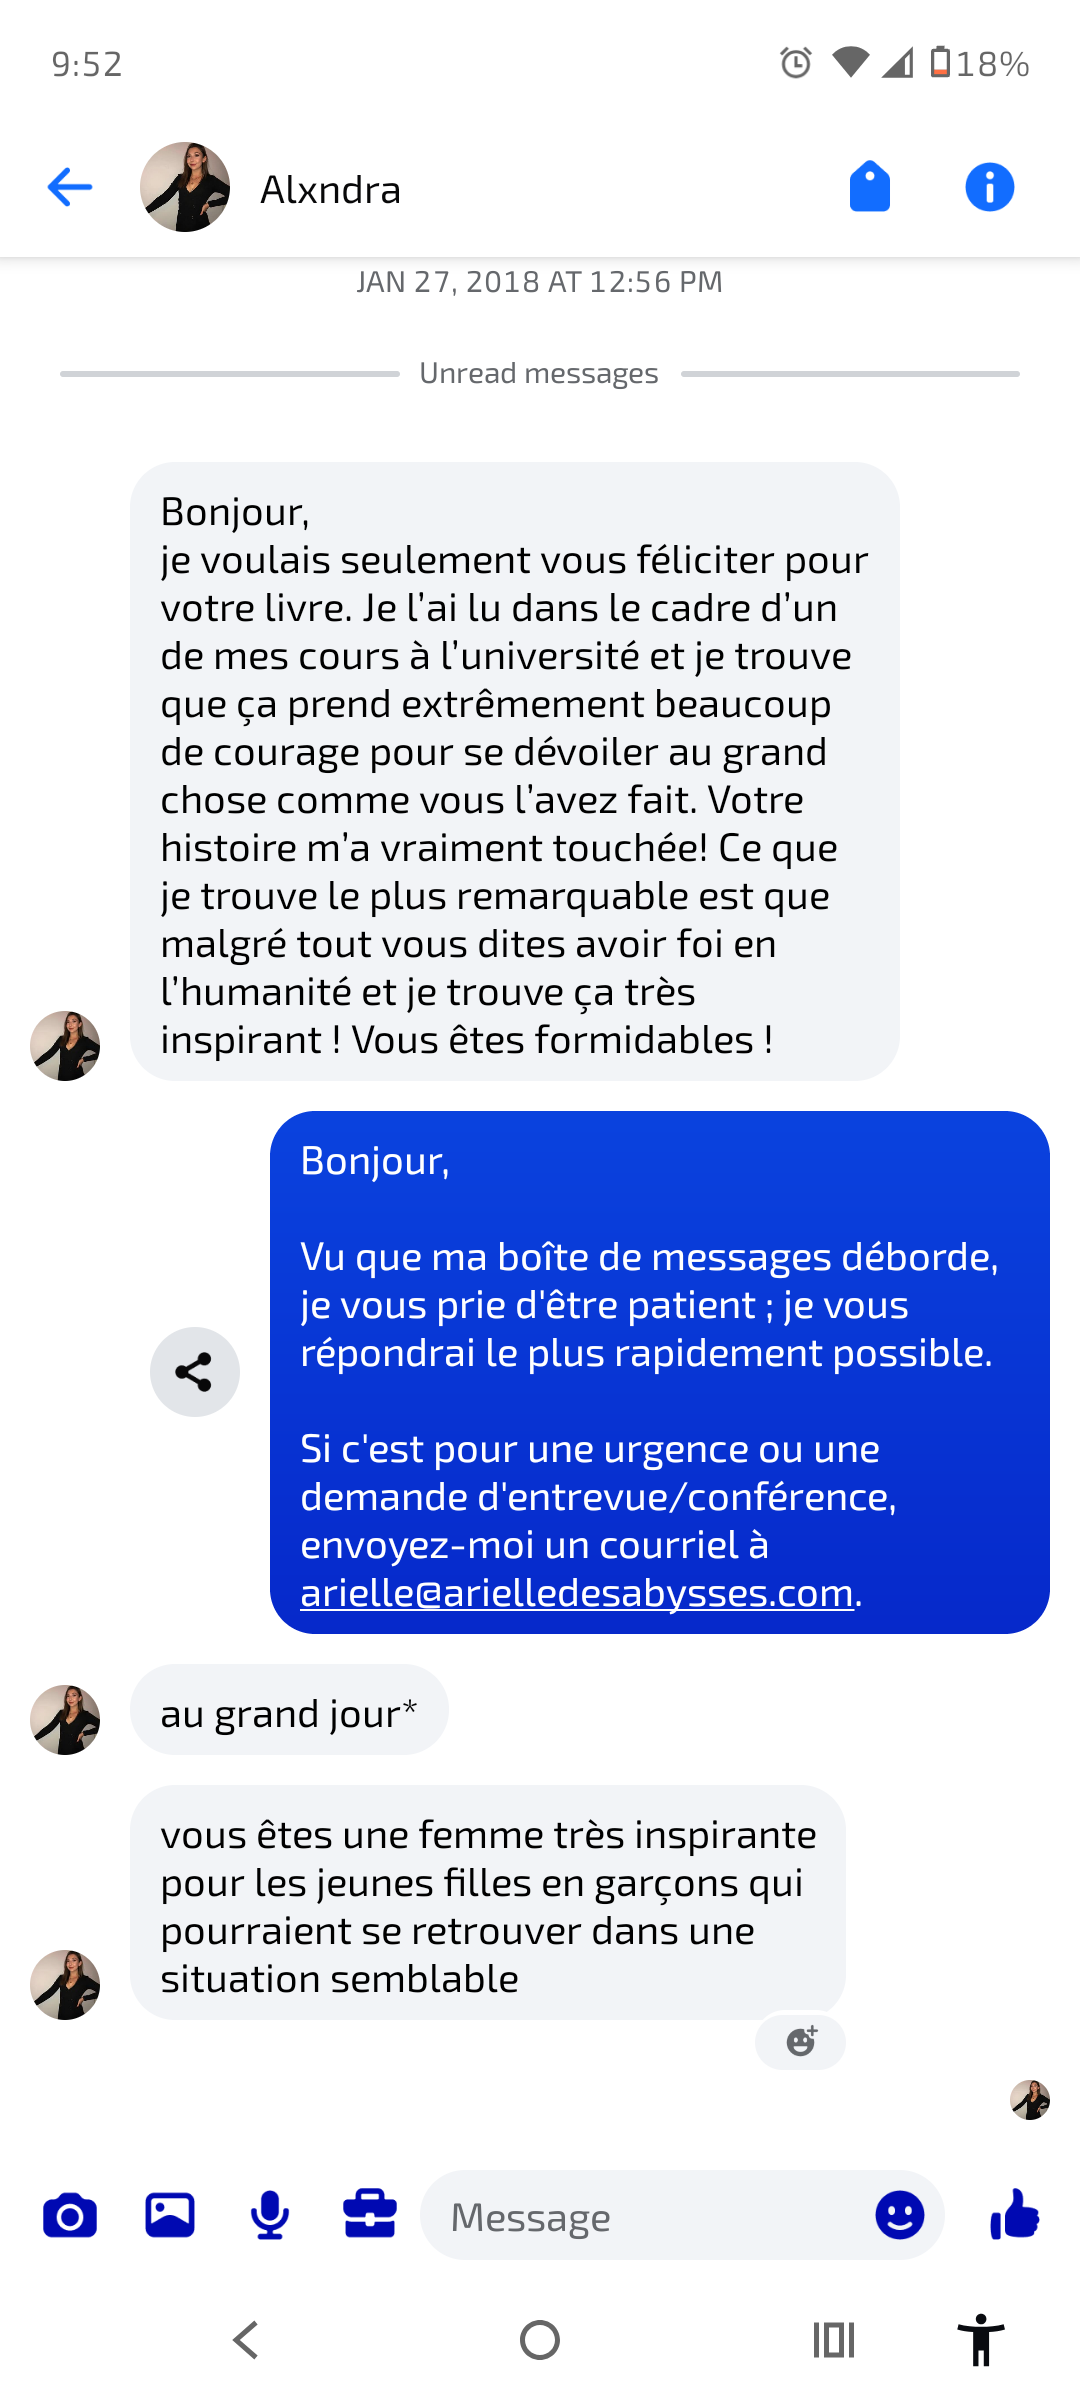 9:52
18%
Alxndra
JAN 27, 2018 AT 12:56 PM
Unread messages
Bonjour,
je voulais seulement vous féliciter pour
votre livre. Je l’ai lu dans le cadre d’un
de mes cours à l’université et je trouve
que ça prend extrêmement beaucoup
de courage pour se dévoiler au grand
chose comme vous l’avez fait. Votre
histoire m’a vraiment touchée! Ce que
je trouve le plus remarquable est que
malgré tout vous dites avoir foi en
l’humanité et je trouve ça très
inspirant ! Vous êtes formidables !
Bonjour,
Vu que ma boîte de messages déborde,
je vous prie d'être patient ; je vous
répondrai le plus rapidement possible.
Si c'est pour une urgence ou une
demande d'entrevue/conférence,
envoyez-moi un courriel à
arielle@arielledesabysses.com.
au grand jour*
vous êtes une femme très inspirante
pour les jeunes filles en garçons qui
pourraient se retrouver dans une
situation semblable
Message